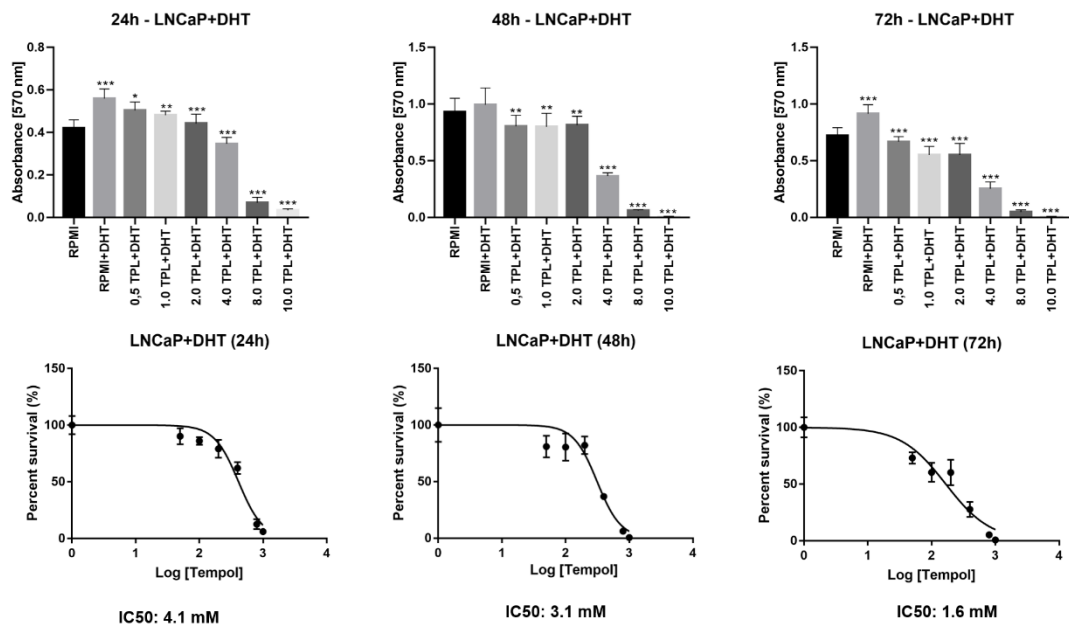 24h - LNCaP+DHT
Absorbance [570 nm]
0.8
0.6
0.4
0.2
0.0
***
*
**
***
***
***
***
RPMI
RPMI+DHT
0,5 TPL+DHT
1.0 TPL+DHT
2.0 TPL+DHT
4.0 TPL+DHT
8.0 TPL+DHT
10.0 TPL+DHT
48h - LNCaP+DHT
Absorbance [570 nm]
1.5
1.0
0.5
0.0
**
**
**
***
***
***
RPMI
RPMI+DHT
0,5 TPL+DHT
1.0 TPL+DHT
2.0 TPL+DHT
4.0 TPL+DHT
8.0 TPL+DHT
10.0 TPL+DHT
72h - LNCaP+DHT
Absorbance [570 nm]
1.5
1.0
0.5
0.0
***
***
***
***
***
***
***
RPMI
RPMI+DHT
0,5 TPL+DHT
1.0 TPL+DHT
2.0 TPL+DHT
4.0 TPL+DHT
8.0 TPL+DHT
10.0 TPL+DHT
LNCaP+DHT (24h)
Percent survival (%)
150
100
50
0
0 1 2 3 4
Log [Tempol]
IC50: 4.1 mM
LNCaP+DHT (48h)
Percent survival (%)
150
100
50
0
0 1 2 3 4
Log [Tempol]
IC50: 3.1 mM
LNCaP+DHT (72h)
Percent survival (%)
150
100
50
0
0 1 2 3 4
Log [Tempol]
IC50: 1.6 mM